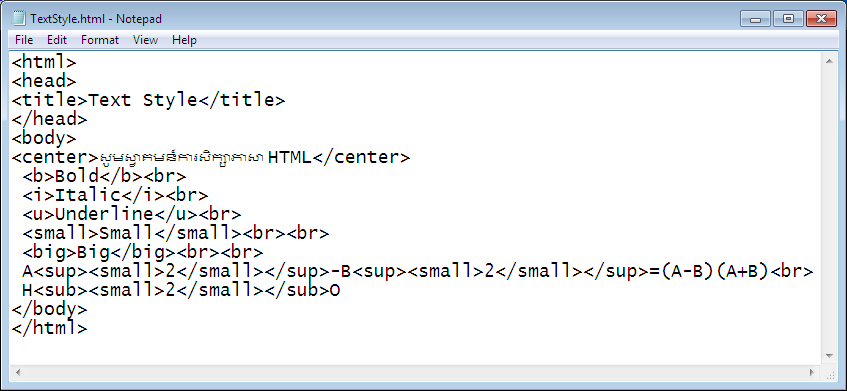 TextStyle.html - Notepad
File Edit Format View Help
<html>
<head>
<title>Text Style</title>
</head>
<body>
<center>សូមស្វាគមន៍ការសិក្សាភាសា HTML</center>
<b>Bold</b><br>
<i>Italic</i><br>
<u>Underline</u><br>
<small>Small</small><br><br>
<big>Big</big><br><br>
A<sup><small>2</small></sup>-B<sup><small>2</small></sup>=(A-B)(A+B)<br>
H<sub><small>2</small></sub>O
</body>
</html>